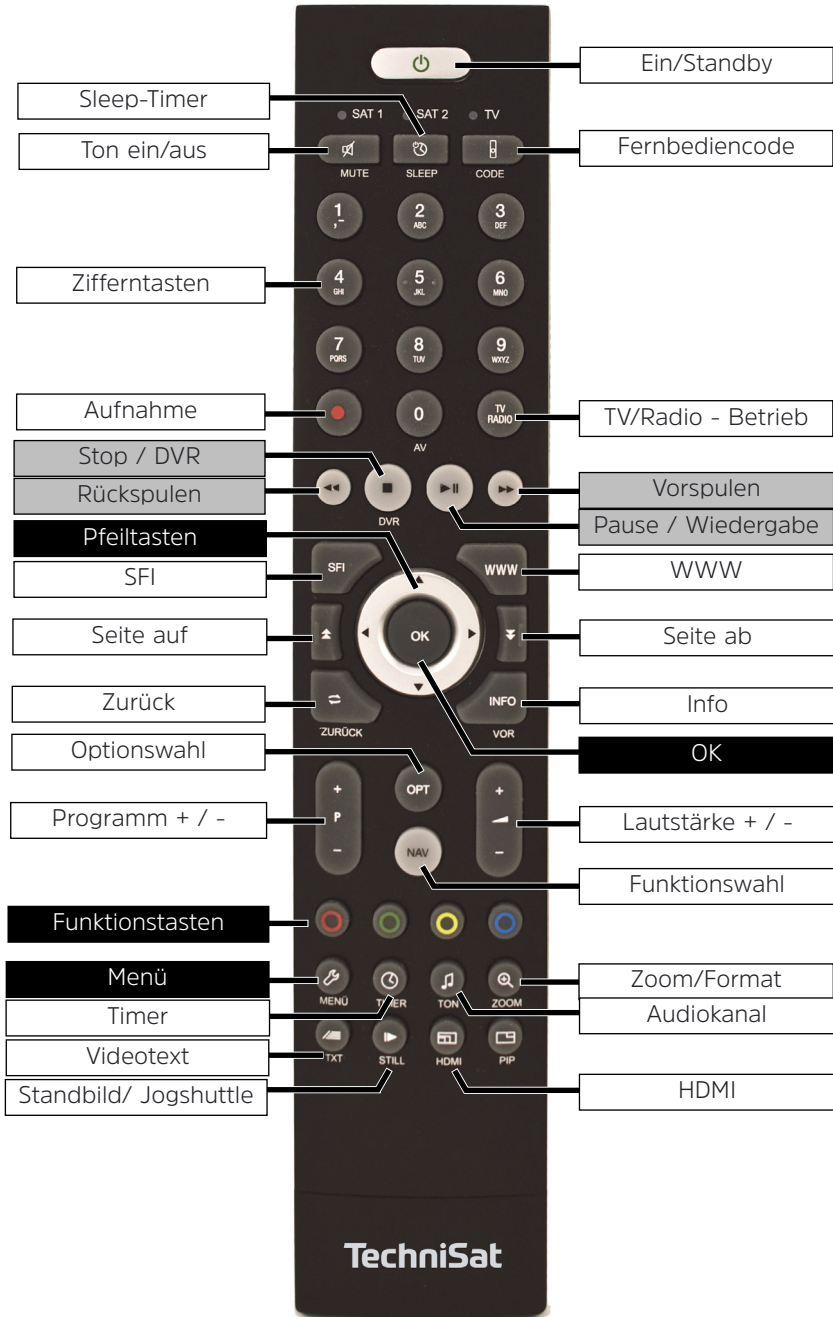 Ein/Standby
Sleep-Timer
SAT 1 SAT 2 TV
Ton ein/aus
Fernbediencode
MUTE SLEEP CODE
1 2 3
,- ABC DEF
Zifferntasten
4 5 6
GHI JKL MNO
7 8 9
PQRS TUV WXYZ
Aufnahme
0
TV
RADIO
TV/Radio - Betrieb
AV
Stop / DVR
Rückspulen
Vorspulen
DVR
Pause / Wiedergabe
Pfeiltasten
SFI
SFI
WWW
WWW
Seite auf
OK
Seite ab
Zurück
INFO
Info
ZURÜCK VOR
Optionswahl
OK
OPT
Programm + / -
+
P
-
+
-
Lautstärke + / -
NAV
Funktionswahl
Funktionstasten
Menü
Zoom/Format
MENÜ TIMER TON ZOOM
Timer
Audiokanal
Videotext
TXT STILL HDMI PIP
Standbild/ Jogshuttle
HDMI
TechniSat